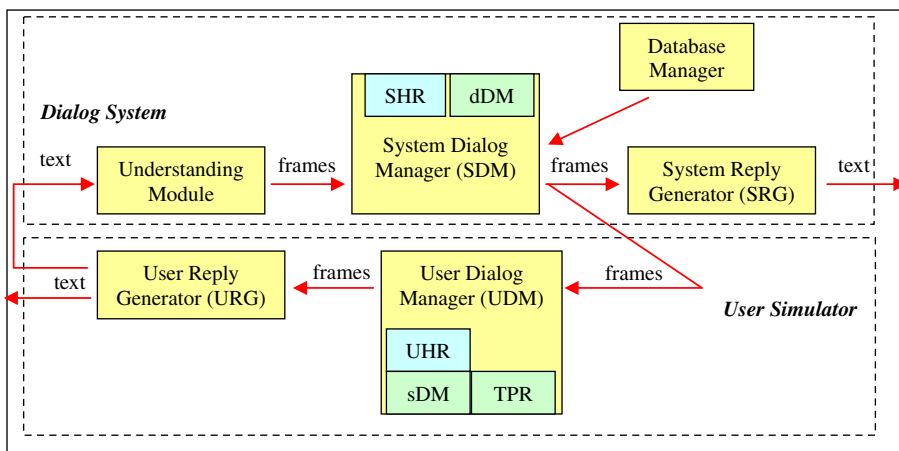 Database
Manager
SHR
dDM
Dialog System
System Dialog
Manager (SDM)
text
Understanding
Module
frames
frames
System Reply
Generator (SRG)
text
User Reply
Generator (URG)
text
frames
User Dialog
Manager (UDM)
frames
User Simulator
UHR
sDM
TPR